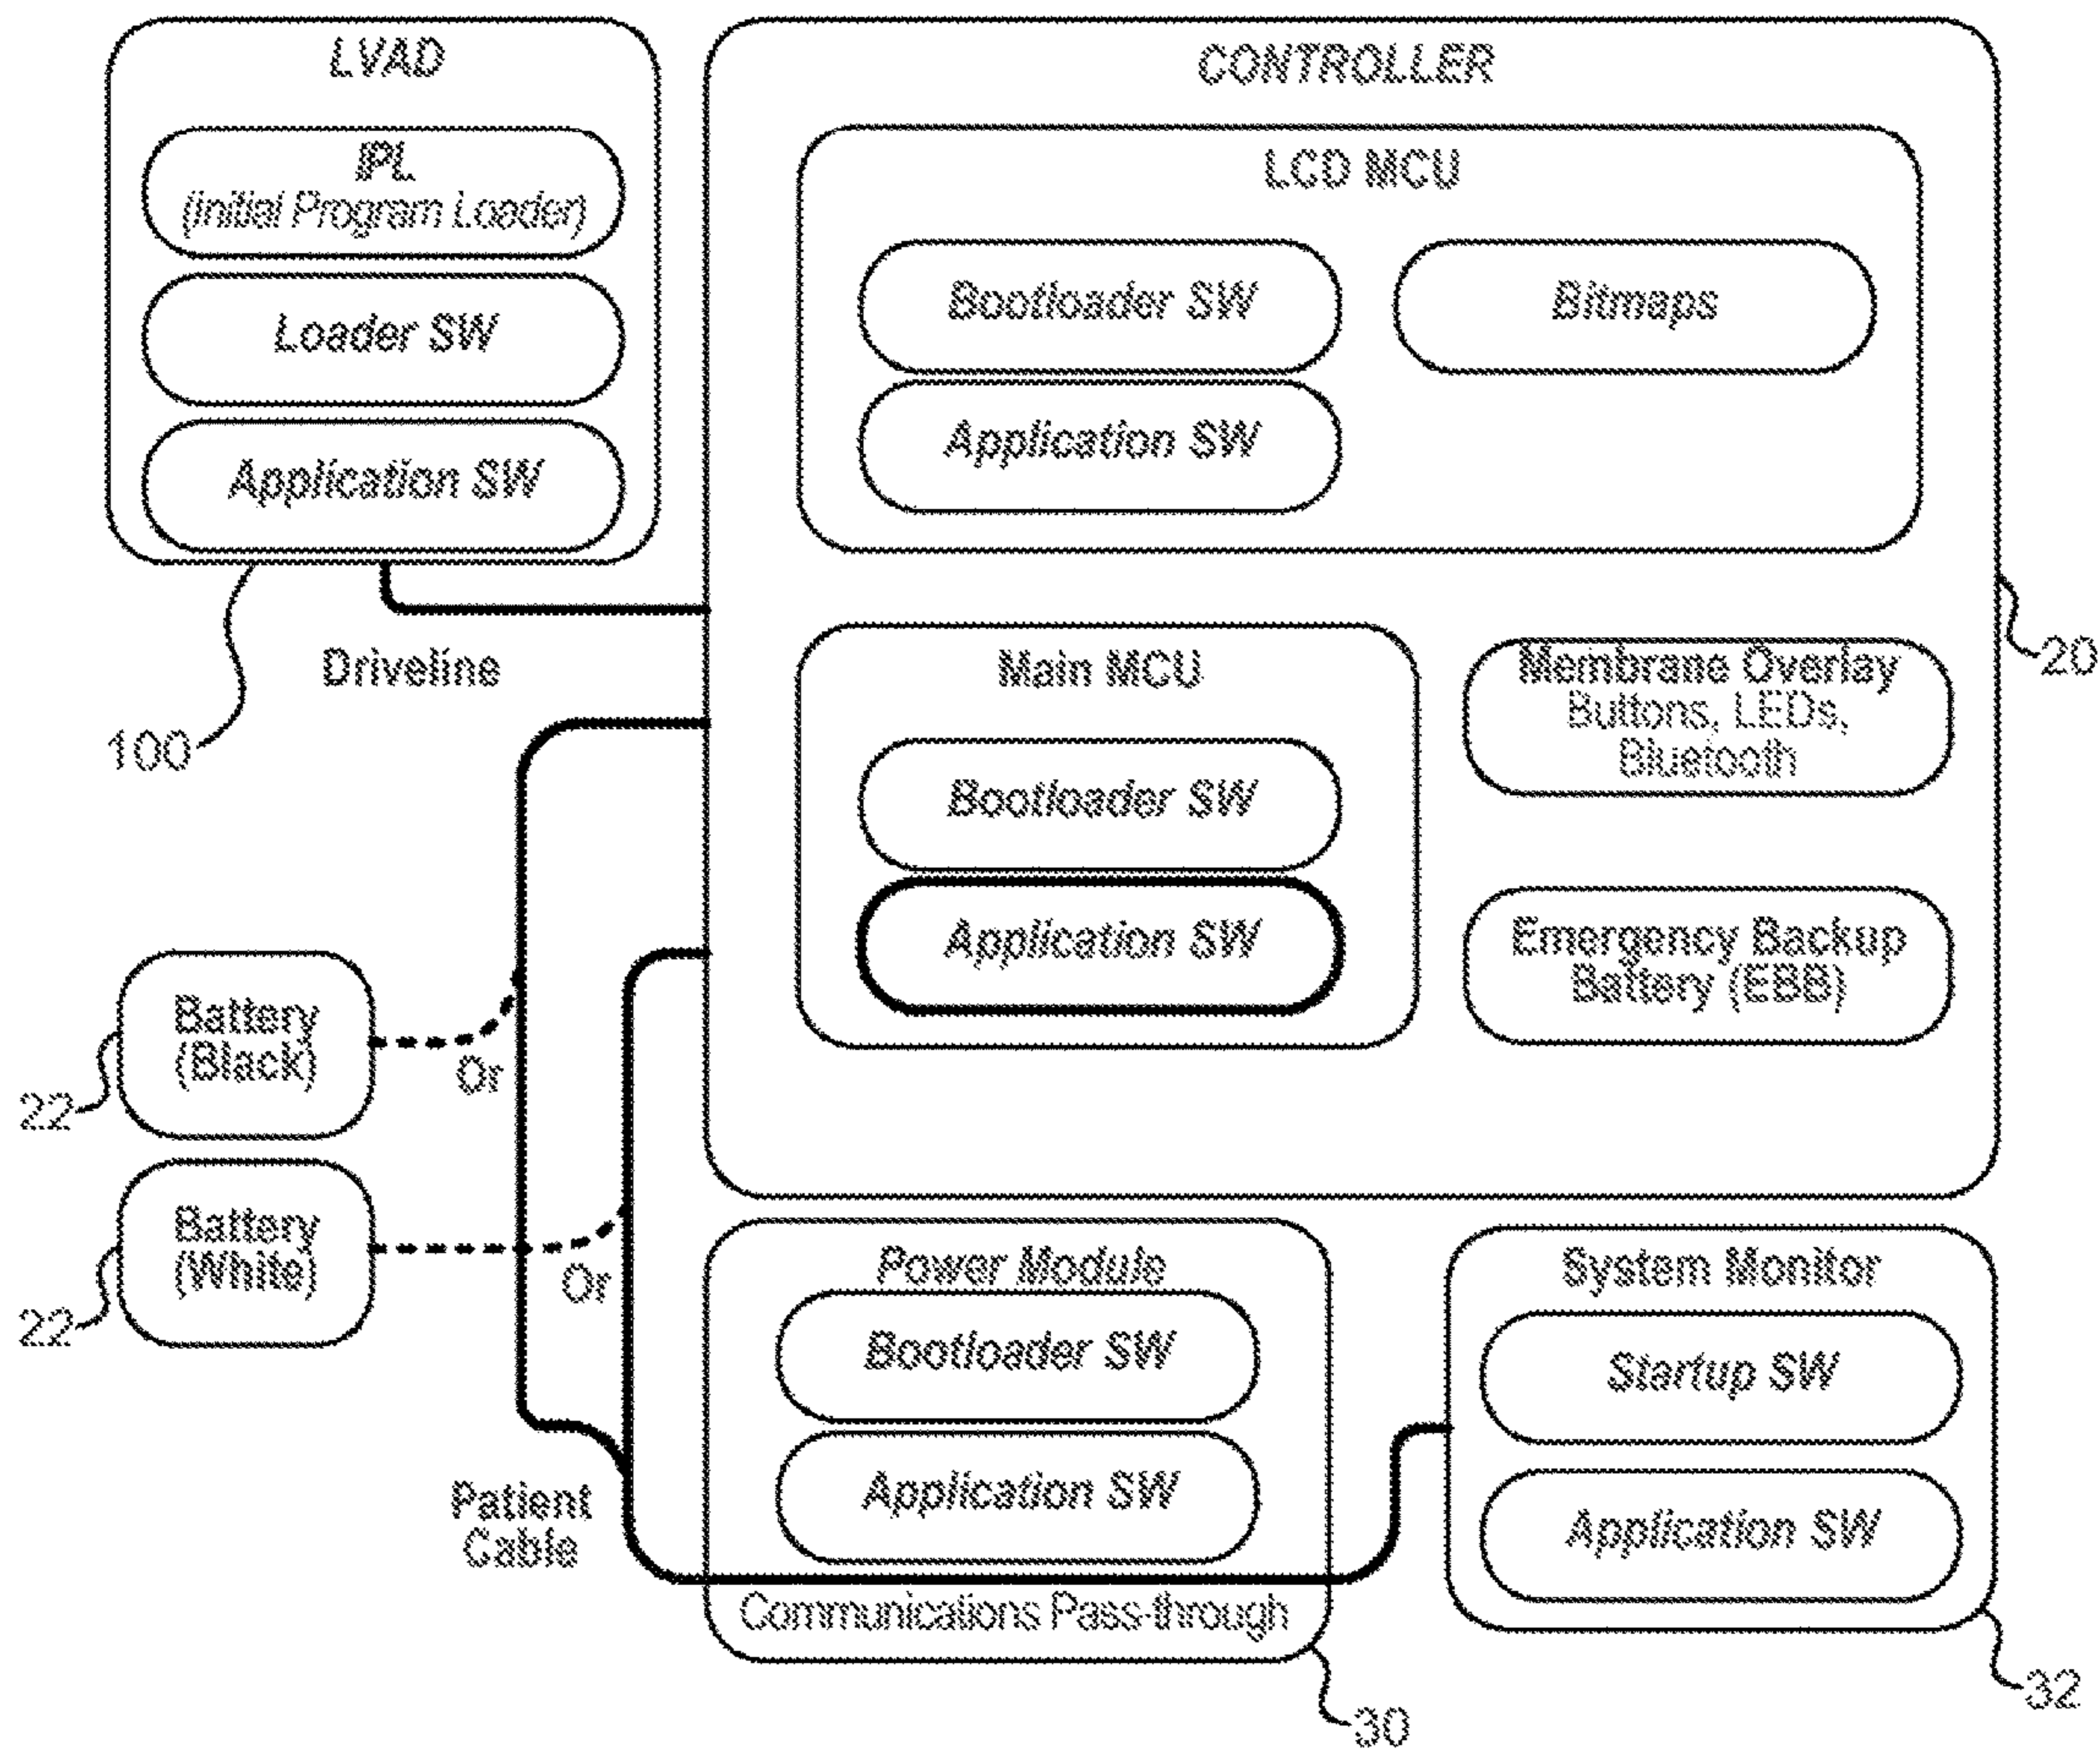 LVAD
IPL
(Initial Program Loader)
Loader SW
Application SW
100
Driveline
CONTROLLER
LCD MCU
Bootloader SW
Bitmaps
Application SW
Main MCU
Bootloader SW
Application SW
Membrane Overlay
Buttons, LEDs,
Bluetooth
Emergency Backup
Battery (EBB)
20
Battery
(Black)
22
Or
Battery
(White)
22
Or
Patient
Cable
Power Module
Bootloader SW
Application SW
Communications Pass-through
30
System Monitor
Startup SW
Application SW
32